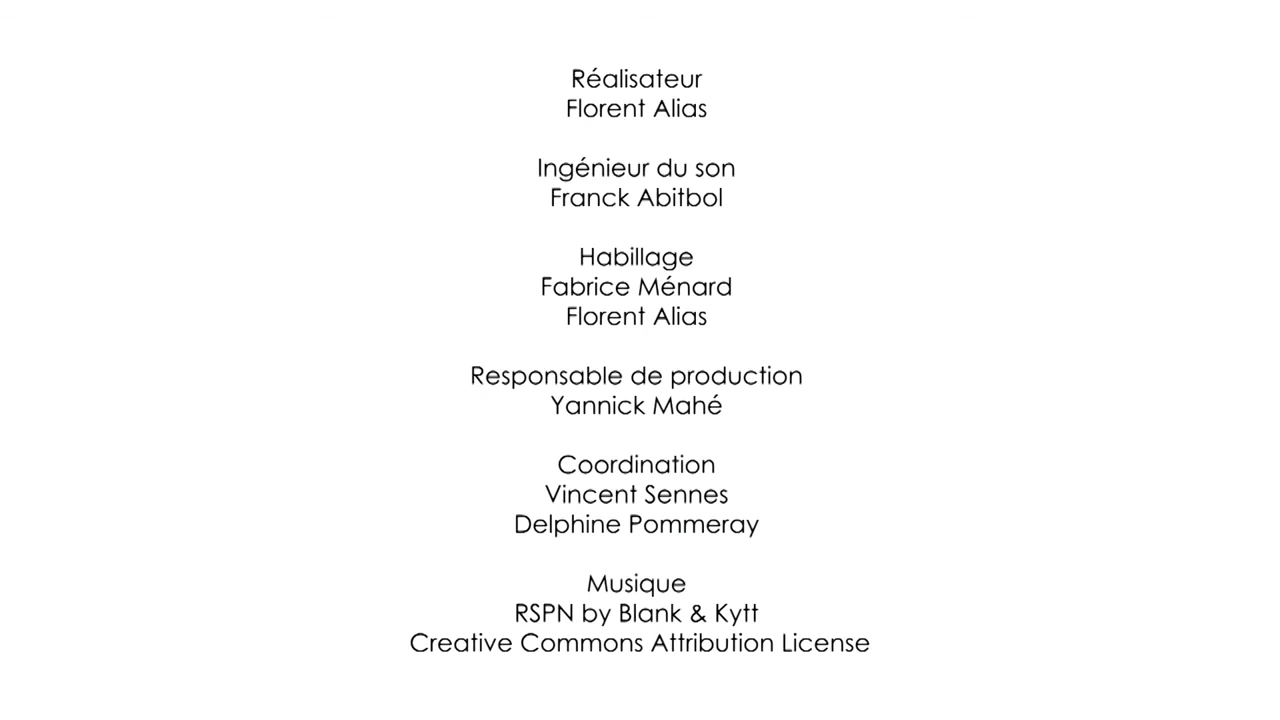 Réalisateur
Florent Alias
Ingénieur du son
Franck Abitbol
Habillage
Fabrice Ménard
Florent Alias
Responsable de production
Yannick Mahé
Coordination
Vincent Sennes
Delphine Pommeray
Musique
RSPN by Blank & Kytt
Creative Commons Attribution License